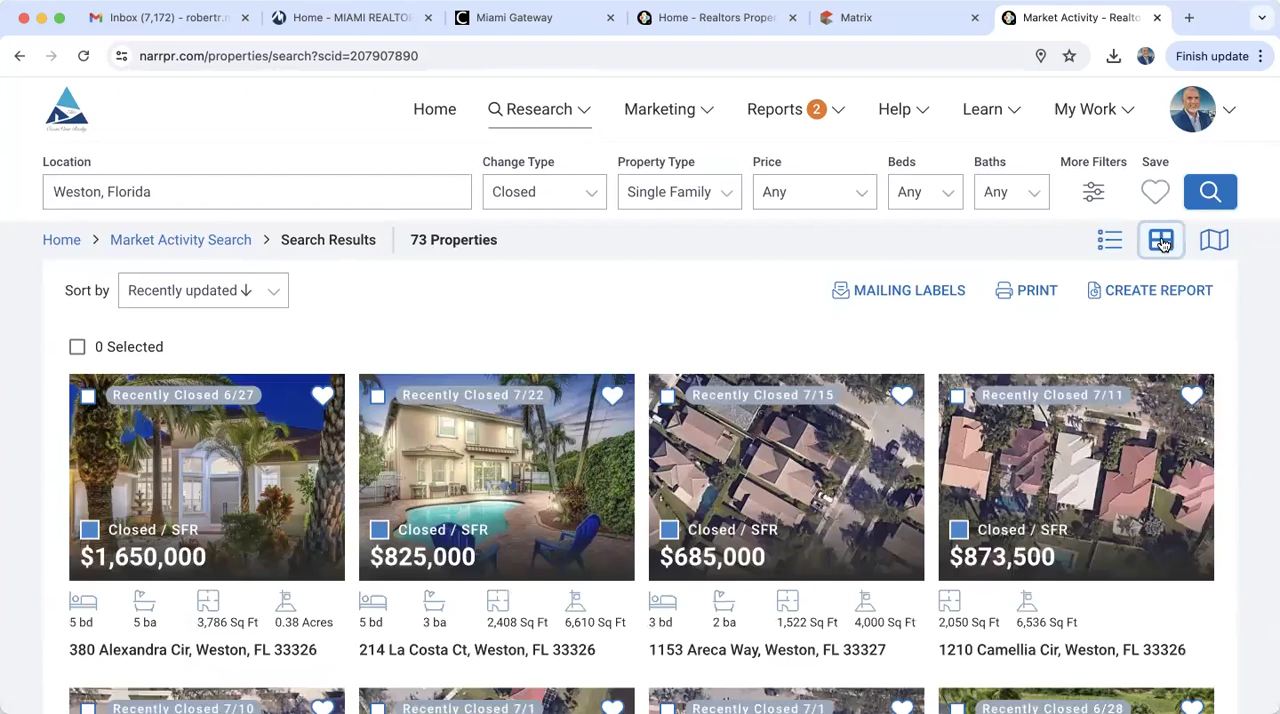 Inbox (7,172) - robertr.n
Home - MIAMI REALTO
Miami Gateway
Home - Realtors Prope
Matrix
Market Activity - Realto
narrpr.com/properties/search?scid=207907890
Finish update
Home
Research
Marketing
Reports 2
Help
Learn
My Work
Location
Change Type
Property Type
Price
Beds
Baths
More Filters
Save
Weston, Florida
Closed
Single Family
Any
Any
Any
Home > Market Activity Search > Search Results
73 Properties
Sort by
Recently updated
MAILING LABELS
PRINT
CREATE REPORT
0 Selected
Recently Closed 6/27
Closed / SFR
$1,650,000
5 bd
5 ba
3,786 Sq Ft
0.38 Acres
380 Alexandra Cir, Weston, FL 33326
Recently Closed 7/22
Closed / SFR
$825,000
5 bd
3 ba
2,408 Sq Ft
6,610 Sq Ft
214 La Costa Ct, Weston, FL 33326
Recently Closed 7/15
Closed / SFR
$685,000
3 bd
2 ba
1,522 Sq Ft
4,000 Sq Ft
1153 Areca Way, Weston, FL 33327
Recently Closed 7/11
Closed / SFR
$873,500
2,050 Sq Ft
6,536 Sq Ft
1210 Camellia Cir, Weston, FL 33326
Recently Closed 7/10
Recently Closed 7/1
Recently Closed 7/1
Recently Closed 6/28